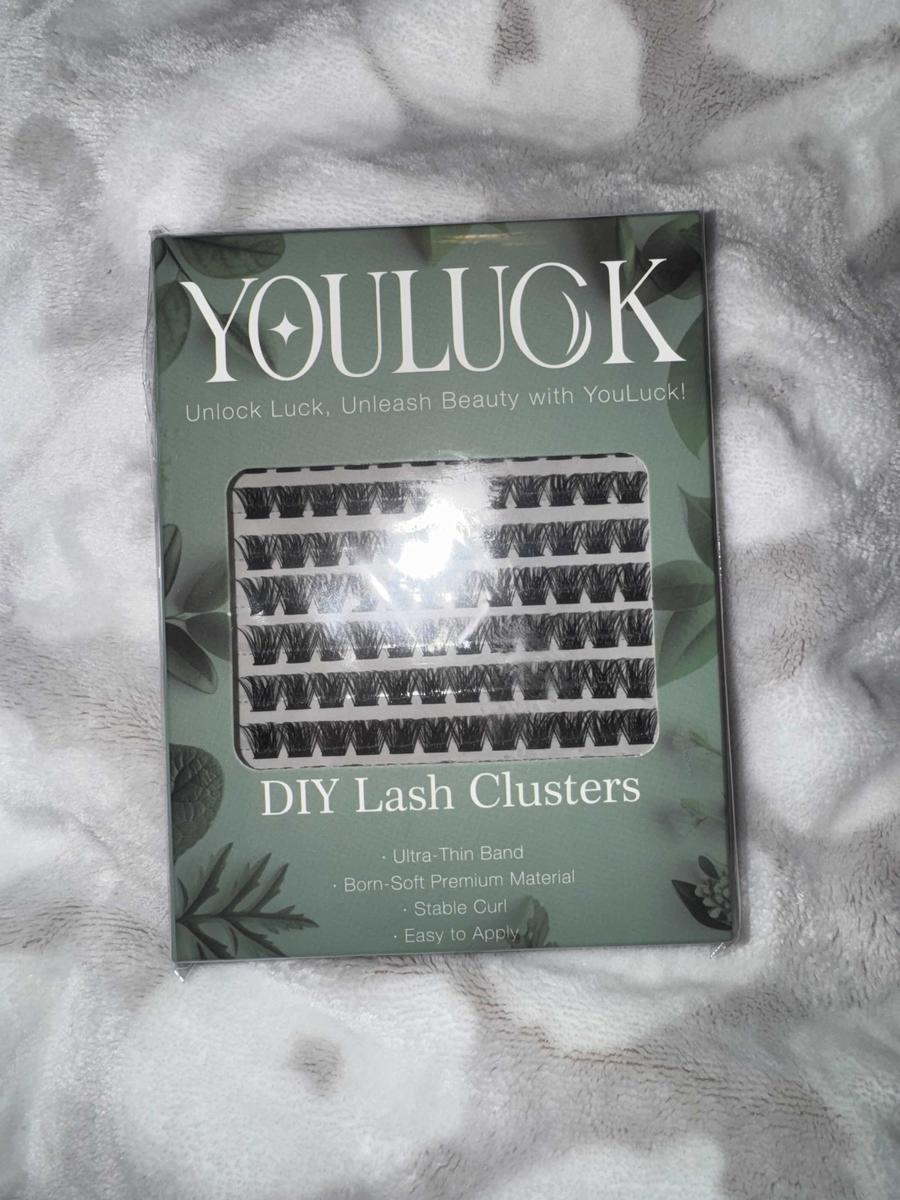 YOULUCK
Unlock Luck, Unleash Beauty with YouLuck!
DIY Lash Clusters
· Ultra-Thin Band
· Born-Soft Premium Material
· Stable Curl
· Easy to Apply